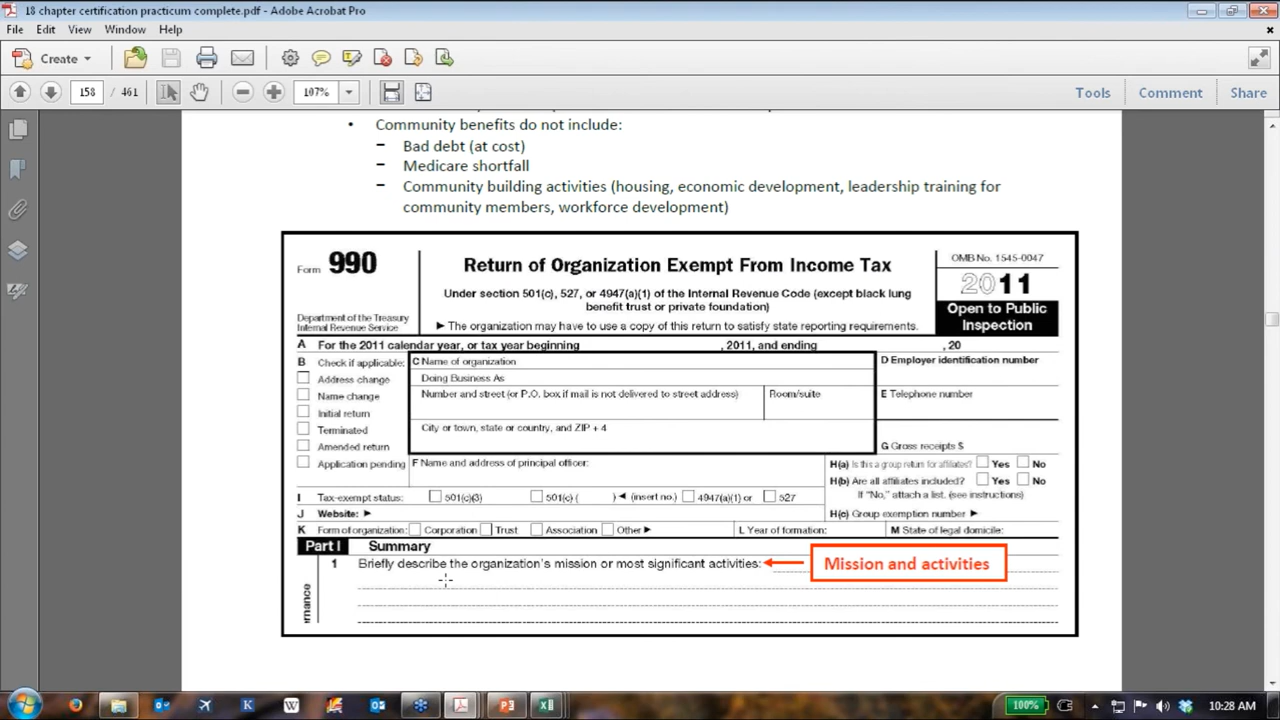 18 chapter certification practicum complete.pdf - Adobe Acrobat Pro
File Edit View Window Help
Create
158 / 461 107% Tools Comment Share
• Community benefits do not include:
− Bad debt (at cost)
− Medicare shortfall
− Community building activities (housing, economic development, leadership training for
community members, workforce development)
Form 990
Department of the Treasury
Internal Revenue Service
Return of Organization Exempt From Income Tax
Under section 501(c), 527, or 4947(a)(1) of the Internal Revenue Code (except black lung
benefit trust or private foundation)
► The organization may have to use a copy of this return to satisfy state reporting requirements.
OMB No. 1545-0047
2011
Open to Public
Inspection
A For the 2011 calendar year, or tax year beginning , 2011, and ending , 20
B Check if applicable:
Address change
Name change
Initial return
Terminated
Amended return
Application pending
C Name of organization
Doing Business As
Number and street (or P.O. box if mail is not delivered to street address) Room/suite
City or town, state or country, and ZIP + 4
D Employer identification number
E Telephone number
G Gross receipts $
F Name and address of principal officer:
H(a) Is this a group return for affiliates? Yes No
H(b) Are all affiliates included? Yes No
If "No," attach a list. (see instructions)
I Tax-exempt status: 501(c)(3) 501(c) ( ) ◄ (insert no.) 4947(a)(1) or 527
J Website: ►
H(c) Group exemption number ►
K Form of organization: Corporation Trust Association Other ► L Year of formation: M State of legal domicile:
Part I Summary
1 Briefly describe the organization's mission or most significant activities:
Mission and activities
100% 10:28 AM